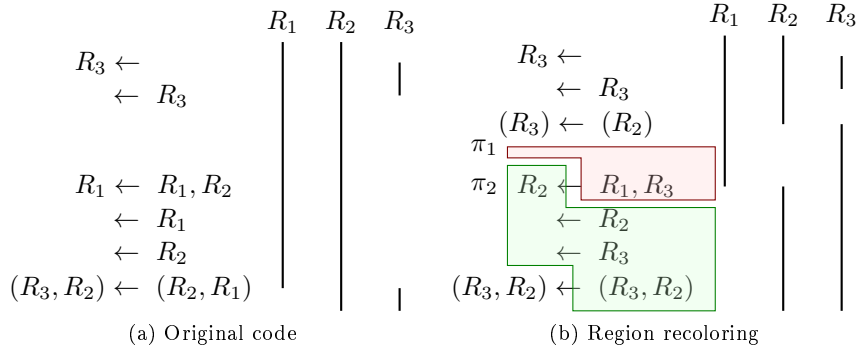 R₁ R₂ R₃
R₃ ←
← R₃
R₁ ← R₁, R₂
← R₁
← R₂
(R₃, R₂) ← (R₂, R₁)
(a) Original code
R₁ R₂ R₃
R₃ ←
← R₃
(R₃) ← (R₂)
π₁
π₂ R₂ ← R₁, R₃
← R₂
← R₃
(R₃, R₂) ← (R₃, R₂)
(b) Region recoloring